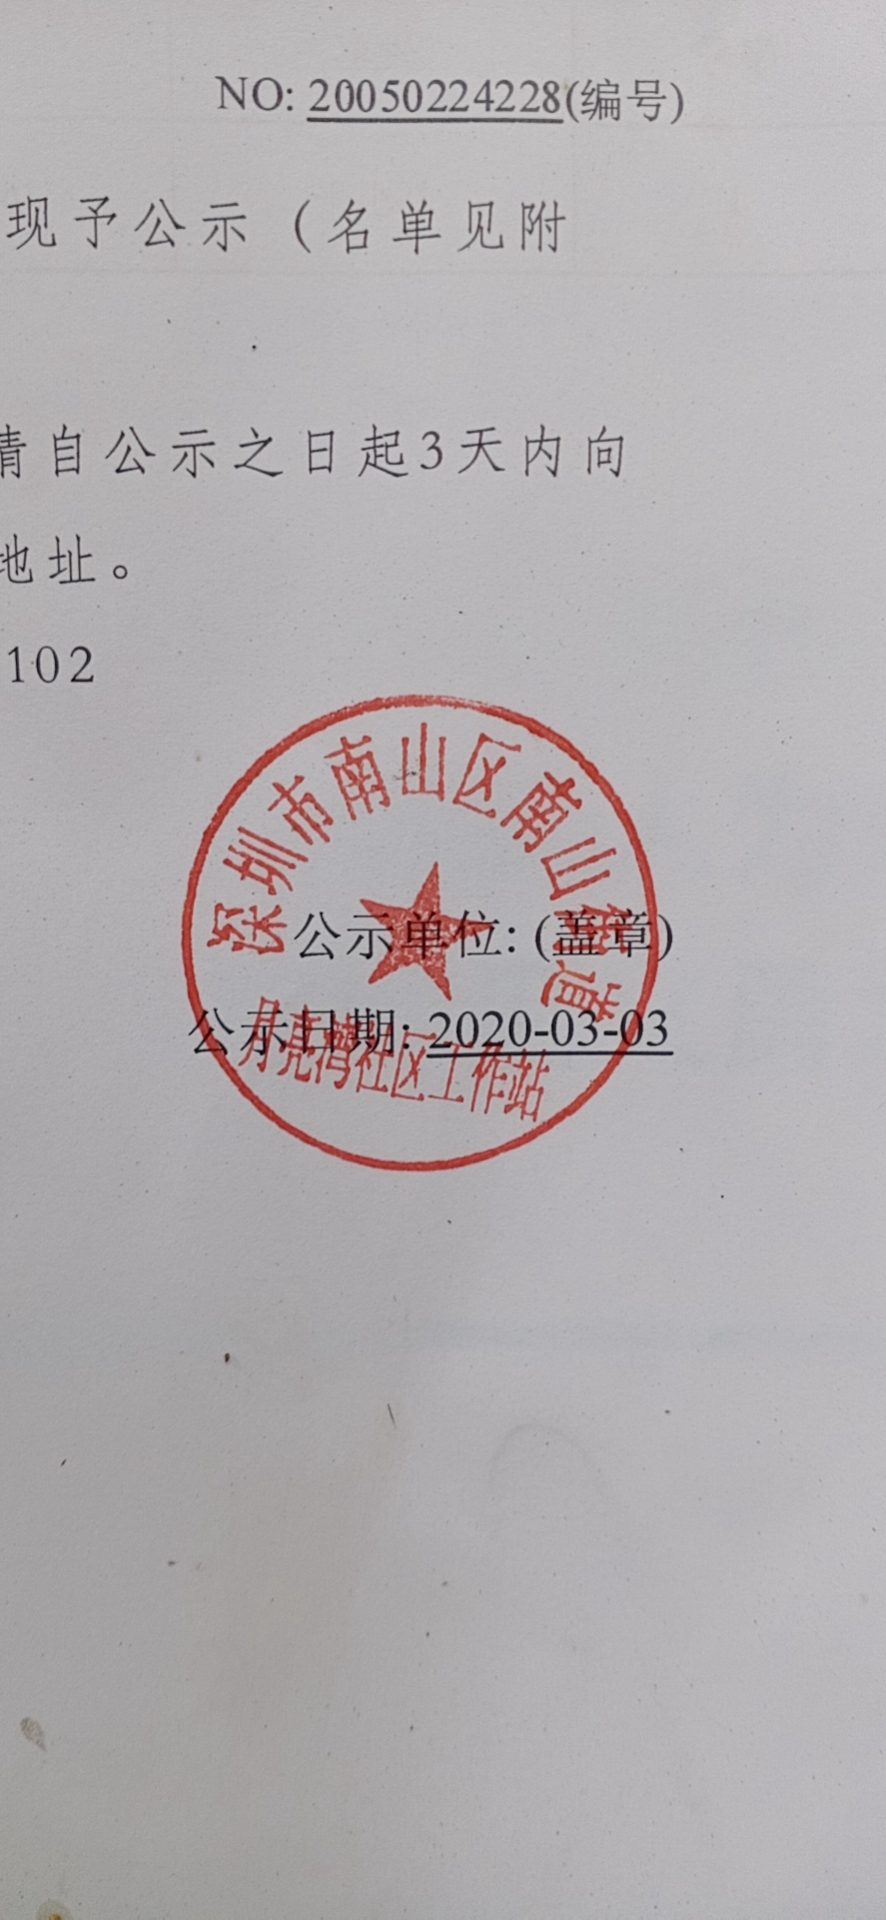 NO: 20050224228(编号)
现予公示（名单见附
请自公示之日起3天内向
地址。
102
深圳市南山区南山街道
公示单位: (盖章)
公示日期: 2020-03-03
月亮湾社区工作站